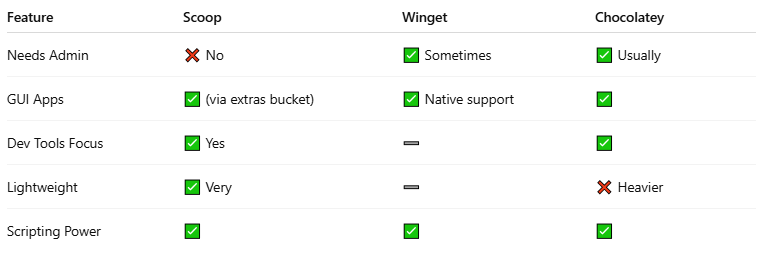 Feature Scoop Winget Chocolatey
Needs Admin ❌ No ✅ Sometimes ✅ Usually
GUI Apps ✅ (via extras bucket) ✅ Native support ✅
Dev Tools Focus ✅ Yes ➖ ✅
Lightweight ✅ Very ➖ ❌ Heavier
Scripting Power ✅ ✅ ✅